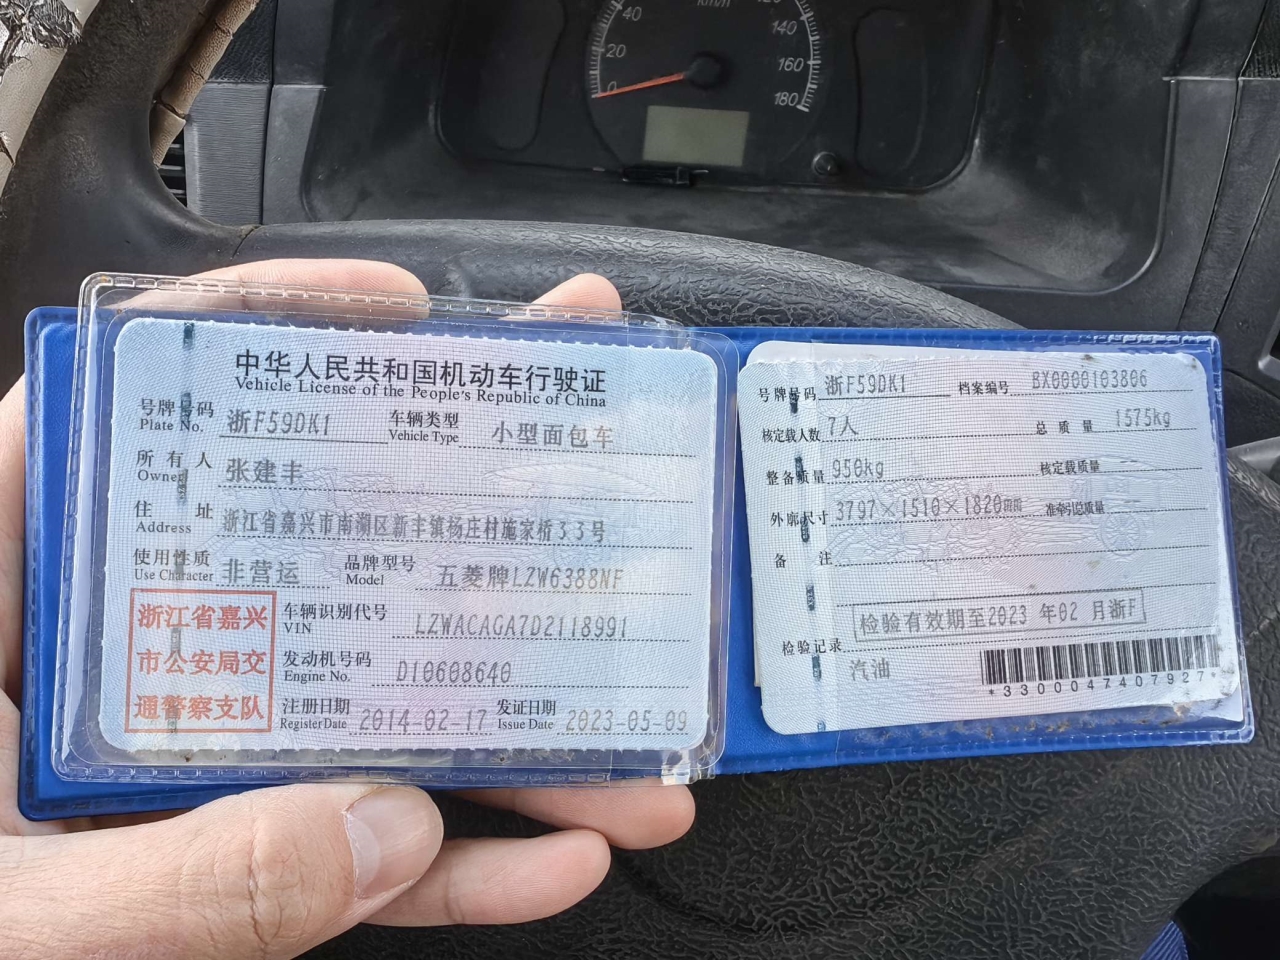 40
20
0
km/h
120
140
160
180
中华人民共和国机动车行驶证
Vehicle License of the People's Republic of China
号牌号码 浙F59DK1 车辆类型 小型面包车
Plate No. Vehicle Type
所有人 张建丰
Owner
住址 浙江省嘉兴市南湖区新丰镇杨庄村施家桥33号
Address
使用性质 非营运 品牌型号 五菱牌LZW6388NF
Use Character Model
浙江省嘉兴
市公安局交
通警察支队
车辆识别代号 LZWACAGA7D2118991
VIN
发动机号码 D10608640
Engine No.
注册日期 2014-02-17 发证日期 2023-05-09
Register Date Issue Date
号牌号码 浙F59DK1 档案编号 BX0000103806
核定载人数 7人 总质量 1575kg
整备质量 950kg 核定载质量 --
外廓尺寸 3797×1510×1820mm 准牵引总质量 --
备注
检验有效期至2023 年02 月浙F
检验记录
汽油
*3300047407927*